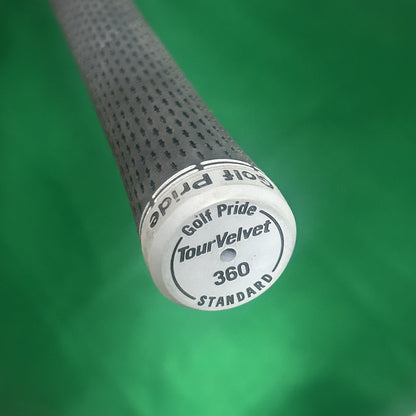 Golf Pride
Golf Pride
TourVelvet
360
STANDARD